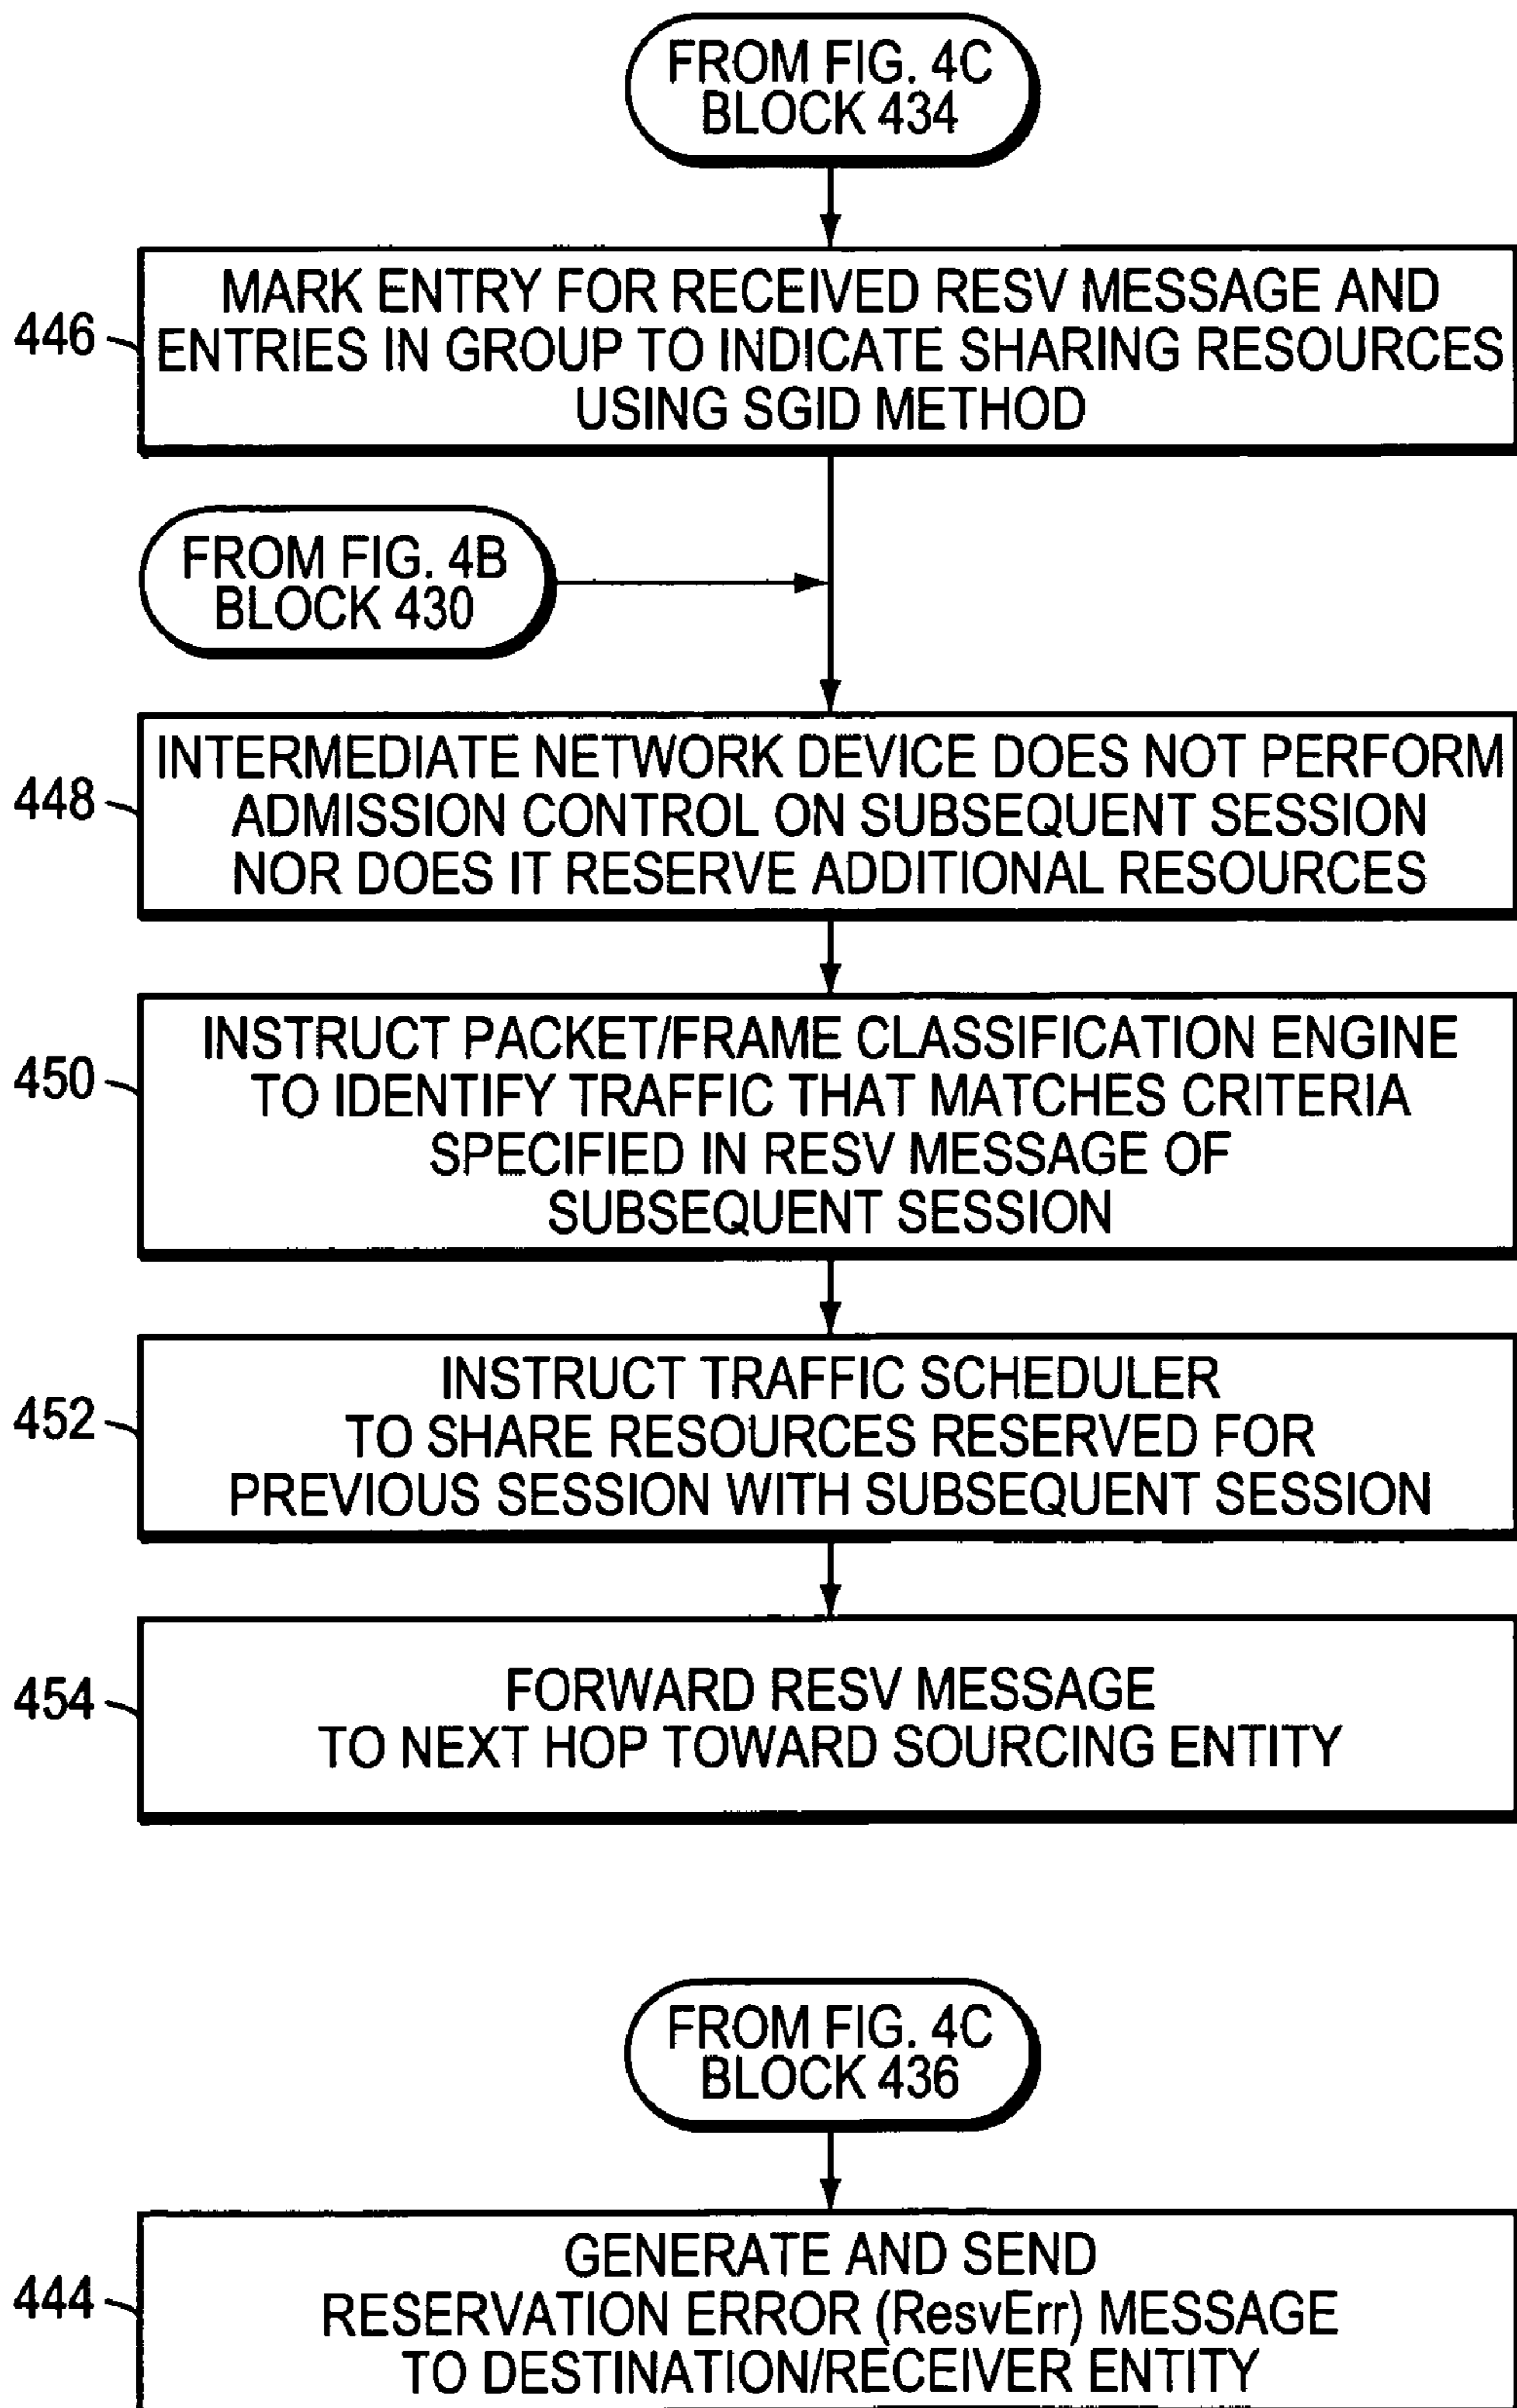 FROM FIG. 4C
BLOCK 434
446
MARK ENTRY FOR RECEIVED RESV MESSAGE AND
ENTRIES IN GROUP TO INDICATE SHARING RESOURCES
USING SGID METHOD
FROM FIG. 4B
BLOCK 430
448
INTERMEDIATE NETWORK DEVICE DOES NOT PERFORM
ADMISSION CONTROL ON SUBSEQUENT SESSION
NOR DOES IT RESERVE ADDITIONAL RESOURCES
450
INSTRUCT PACKET/FRAME CLASSIFICATION ENGINE
TO IDENTIFY TRAFFIC THAT MATCHES CRITERIA
SPECIFIED IN RESV MESSAGE OF
SUBSEQUENT SESSION
452
INSTRUCT TRAFFIC SCHEDULER
TO SHARE RESOURCES RESERVED FOR
PREVIOUS SESSION WITH SUBSEQUENT SESSION
454
FORWARD RESV MESSAGE
TO NEXT HOP TOWARD SOURCING ENTITY
FROM FIG. 4C
BLOCK 436
444
GENERATE AND SEND
RESERVATION ERROR (ResvErr) MESSAGE
TO DESTINATION/RECEIVER ENTITY